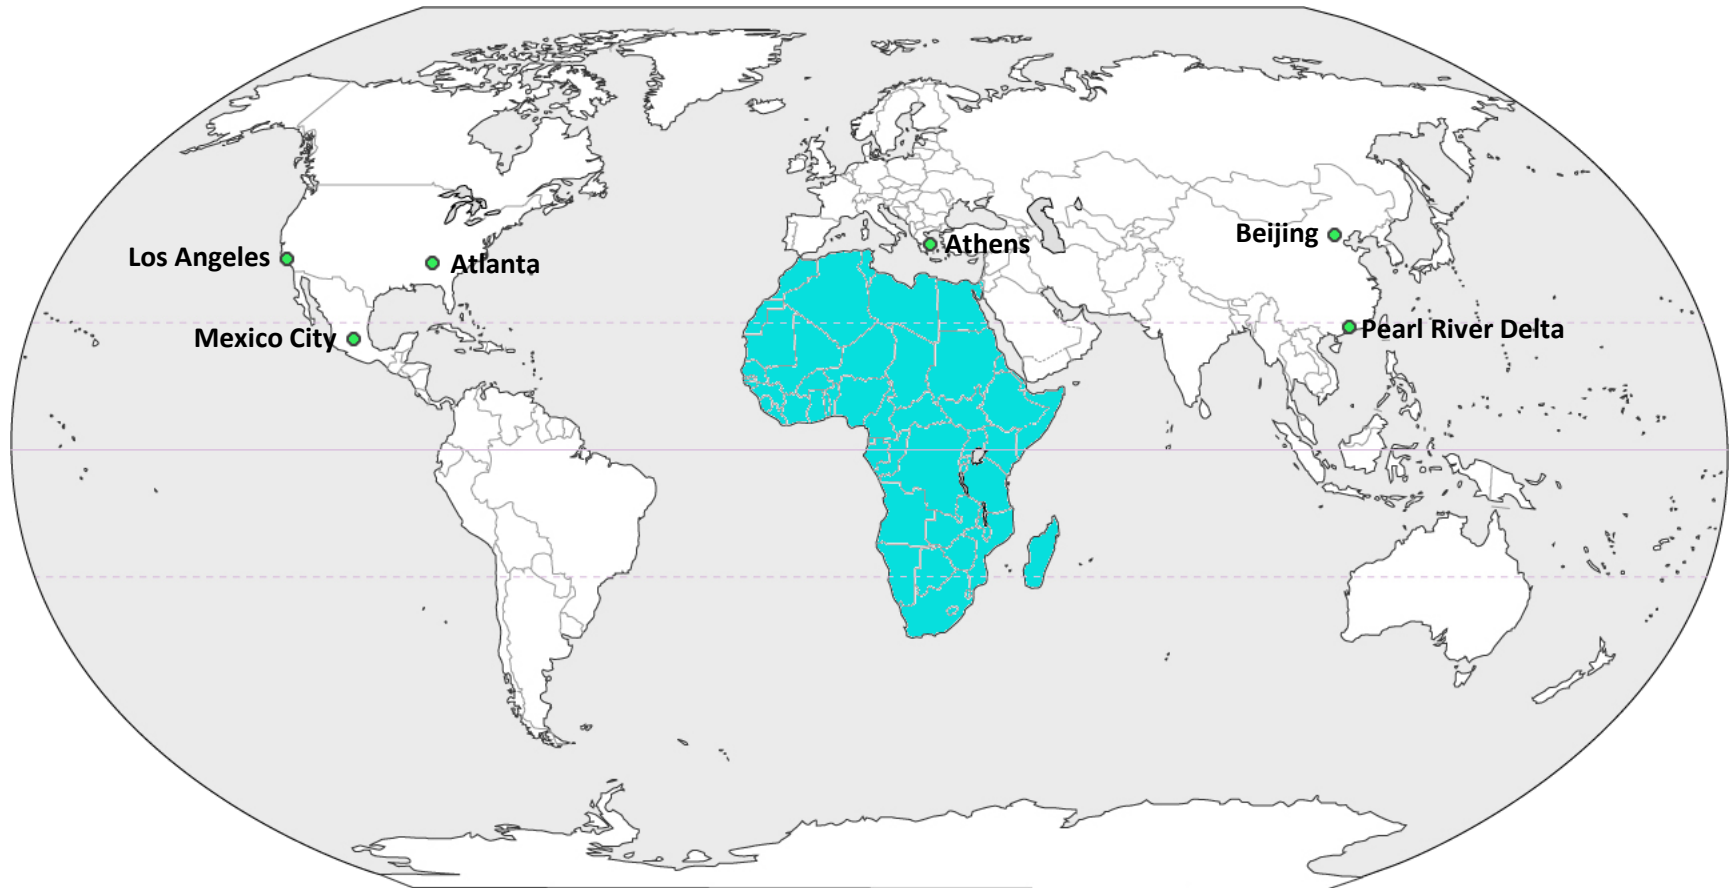 Beijing
Athens
Los Angeles
Atlanta
Pearl River Delta
Mexico City